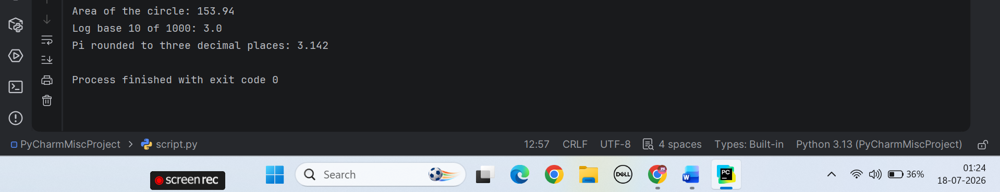 Area of the circle: 153.94
Log base 10 of 1000: 3.0
Pi rounded to three decimal places: 3.142
Process finished with exit code 0
PyCharmMiscProject > script.py 12:57 CRLF UTF-8 4 spaces Types: Built-in Python 3.13 (PyCharmMiscProject)
screenrec Search DELL W PC 36% 01:24
18-07-2026